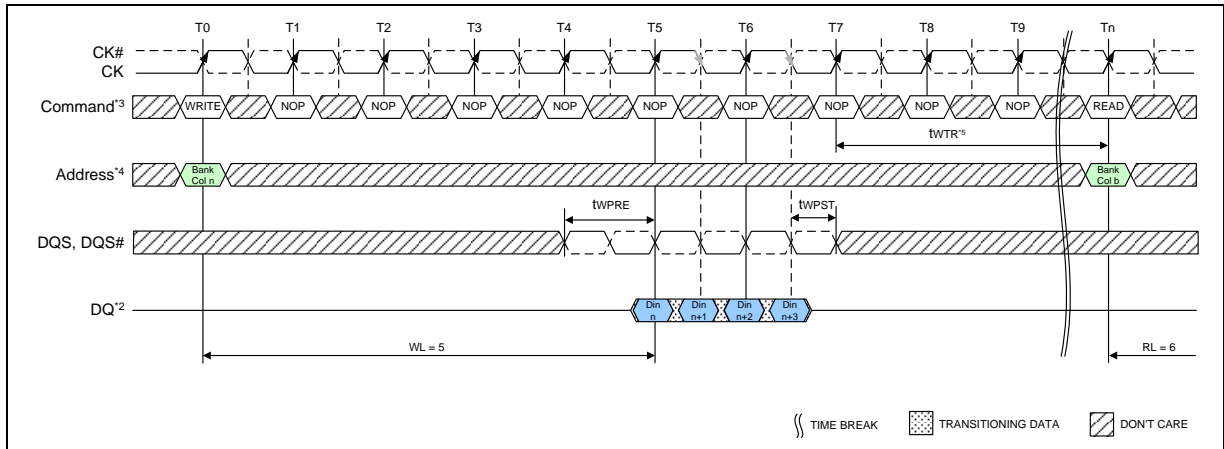 T0 T1 T2 T3 T4 T5 T6 T7 T8 T9 Tn
CK#
CK
Command*3 WRITE NOP NOP NOP NOP NOP NOP NOP NOP NOP READ
tWTR*5
Address*4 Bank Col n Bank Col b
tWPRE tWPST
DQS, DQS#
DQ*2 Din n Din n+1 Din n+2 Din n+3
WL = 5 RL = 6
TIME BREAK TRANSITIONING DATA DON'T CARE